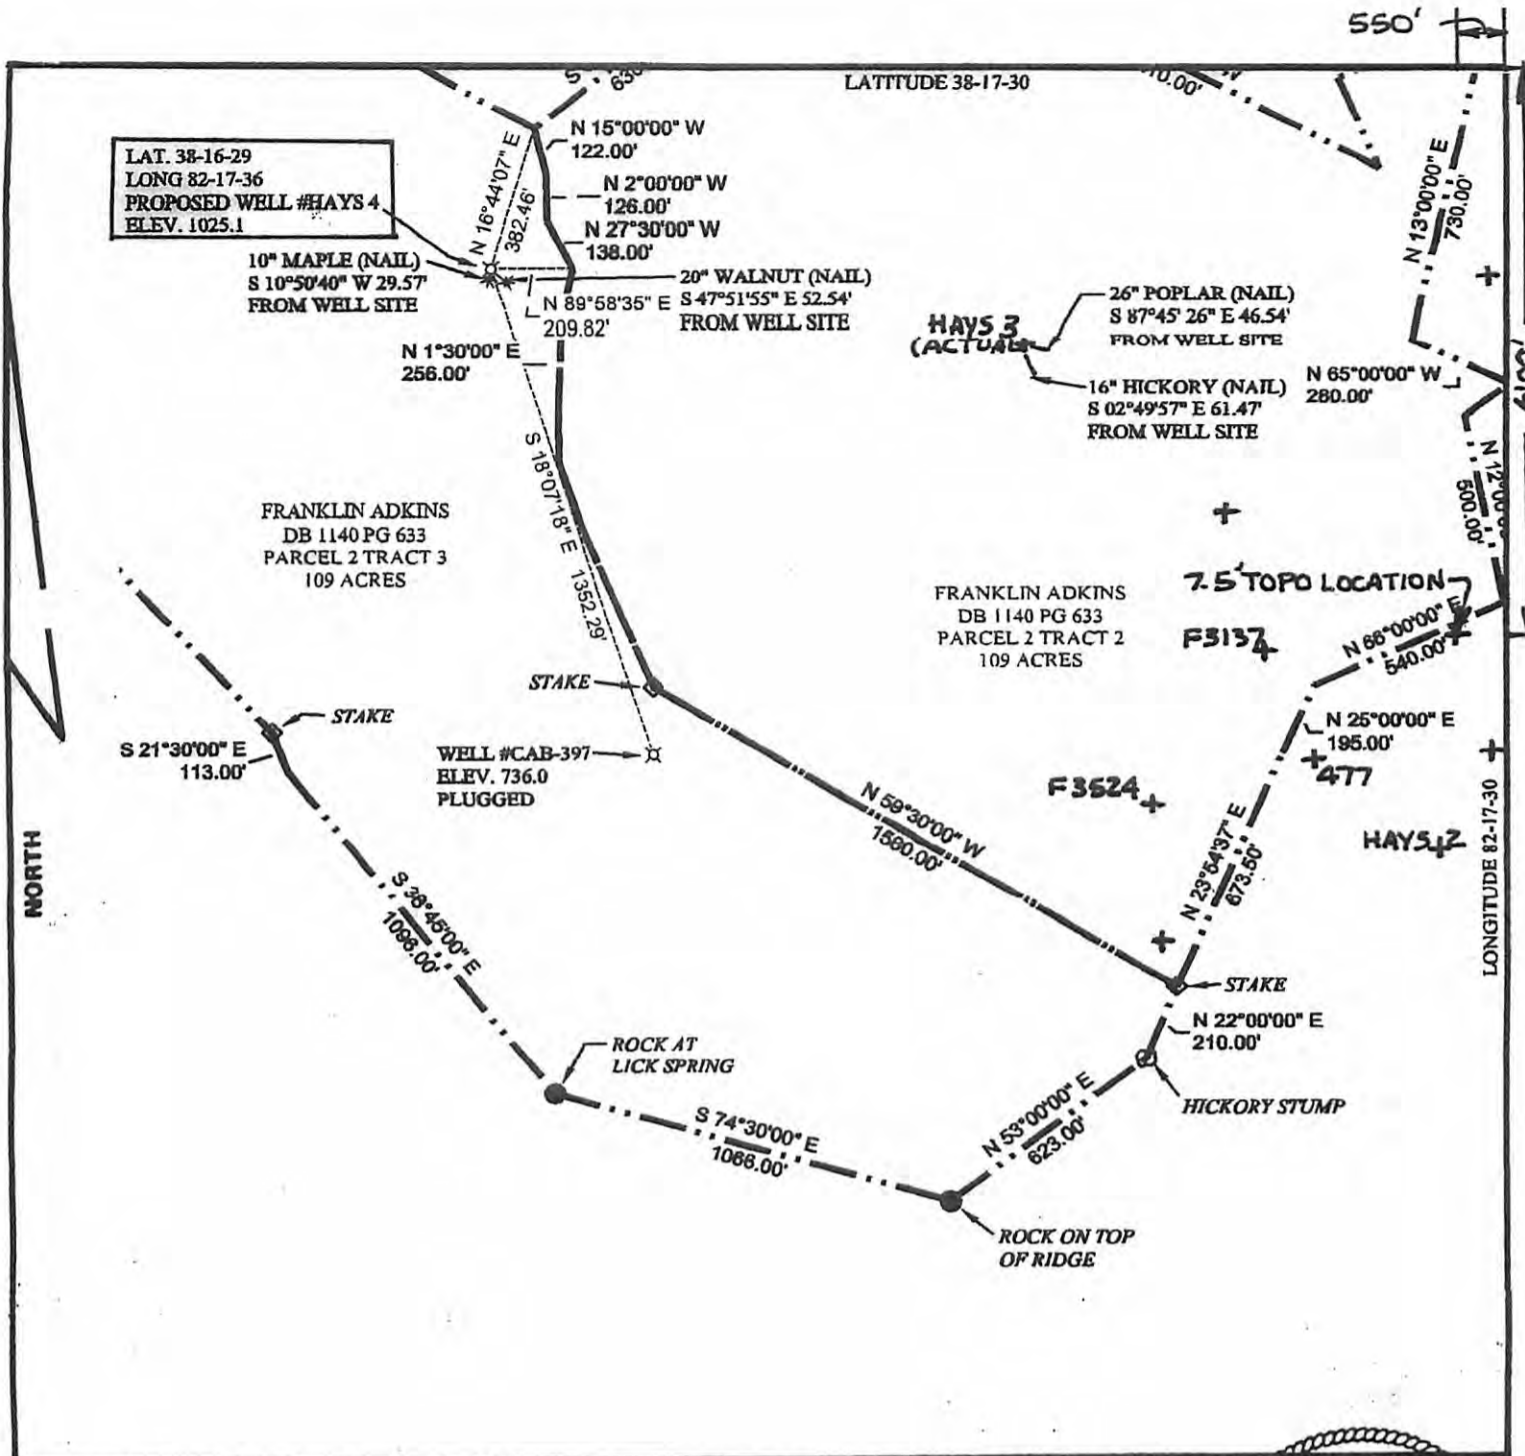 550'
LATITUDE 38-17-30
LAT. 38-16-29
LONG 82-17-36
PROPOSED WELL #HAYS 4
ELEV. 1025.1
N 15°00'00" W
122.00'
N 2°00'00" W
126.00'
N 27°30'00" W
138.00'
N 16°44'07" E
382.46'
10" MAPLE (NAIL)
S 10°50'40" W 29.57'
FROM WELL SITE
20" WALNUT (NAIL)
S 47°51'55" E 52.54'
FROM WELL SITE
N 89°58'35" E
209.82'
N 1°30'00" E
256.00'
HAYS 3
(ACTUAL)
26" POPLAR (NAIL)
S 87°45' 26" E 46.54'
FROM WELL SITE
16" HICKORY (NAIL)
S 02°49'57" E 61.47'
FROM WELL SITE
N 13°00'00" E
730.00'
N 65°00'00" W
280.00'
500.00'
S 18°07'18" E 1352.29'
FRANKLIN ADKINS
DB 1140 PG 633
PARCEL 2 TRACT 3
109 ACRES
FRANKLIN ADKINS
DB 1140 PG 633
PARCEL 2 TRACT 2
109 ACRES
7.5' TOPO LOCATION
F3137
N 66°00'00" E
540.00'
N 25°00'00" E
195.00'
477
STAKE
STAKE
S 21°30'00" E
113.00'
WELL #CAB-397
ELEV. 736.0
PLUGGED
F3524
N 59°30'00" W
1560.00'
N 23°54'37" E
673.50'
HAYS 2
LONGITUDE 82-17-30
NORTH
S 38°45'00" E
1096.00'
STAKE
N 22°00'00" E
210.00'
ROCK AT
LICK SPRING
HICKORY STUMP
S 74°30'00" E
1066.00'
N 53°00'00" E
623.00'
ROCK ON TOP
OF RIDGE